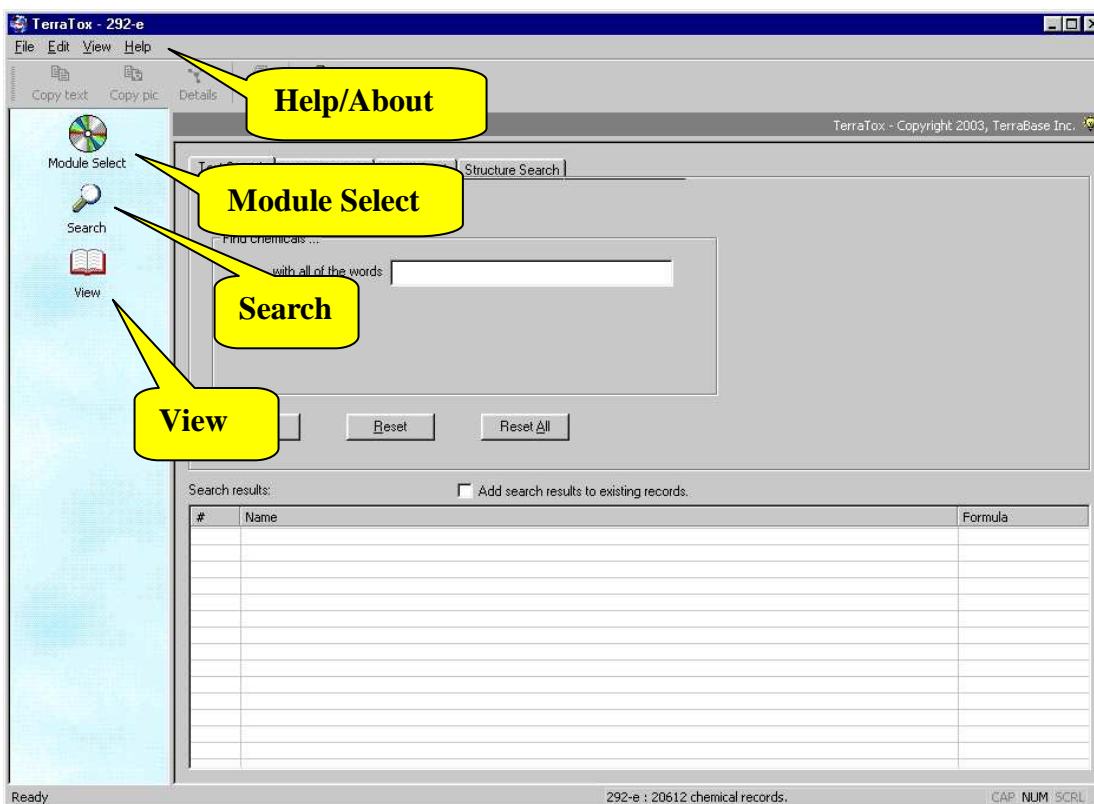 TerraTox - 292-e
File Edit View Help
Copy text Copy pic Details
Help/About
TerraTox - Copyright 2003, TerraBase Inc.
Module Select
Structure Search
Module Select
Search
Find chemicals ...
with all of the words
View
Search
View
Reset Reset All
Search results: Add search results to existing records.
# Name Formula
Ready 292-e : 20612 chemical records. CAP NUM SCRL